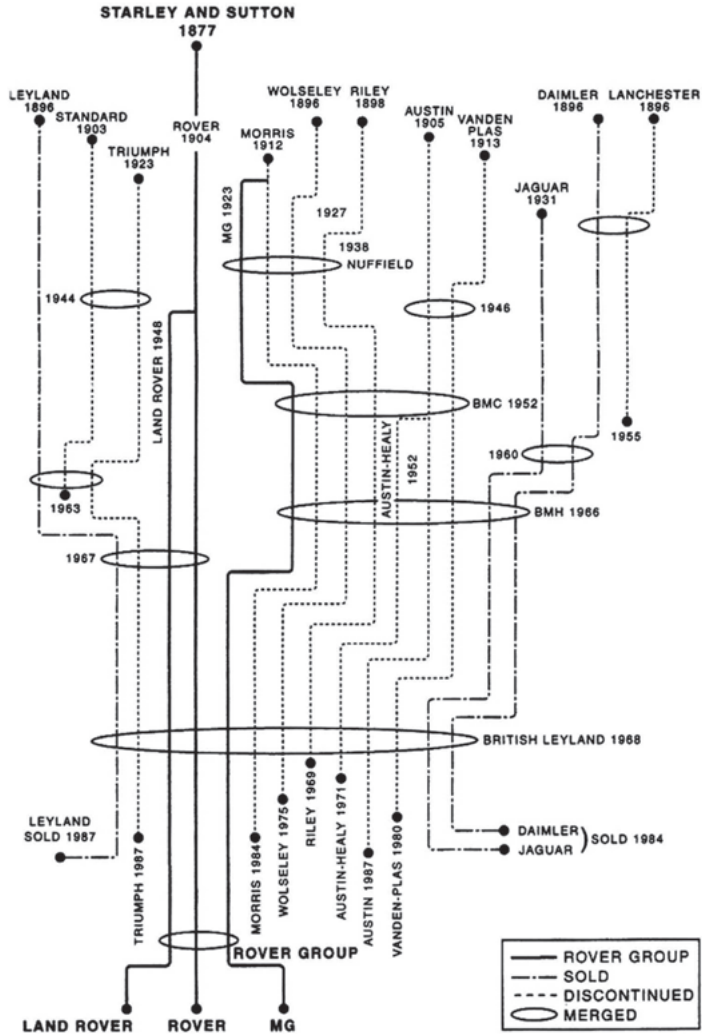 STARLEY AND SUTTON
1877
LEYLAND
1896
STANDARD
1903
TRIUMPH
1923
ROVER
1904
WOLSELEY
1896
RILEY
1898
MORRIS
1912
AUSTIN
1905
VANDEN
PLAS
1913
DAIMLER
1896
LANCHESTER
1896
JAGUAR
1931
MG 1923
1927
1938
NUFFIELD
1944
1946
LAND ROVER 1948
BMC 1952
AUSTIN-HEALY
1952
1955
1960
1963
BMH 1966
1967
BRITISH LEYLAND 1968
LEYLAND
SOLD 1987
TRIUMPH 1987
MORRIS 1984
WOLSELEY 1975
RILEY 1969
AUSTIN-HEALY 1971
AUSTIN 1987
VANDEN-PLAS 1980
DAIMLER
JAGUAR
) SOLD 1984
ROVER GROUP
LAND ROVER
ROVER
MG
ROVER GROUP
SOLD
DISCONTINUED
MERGED